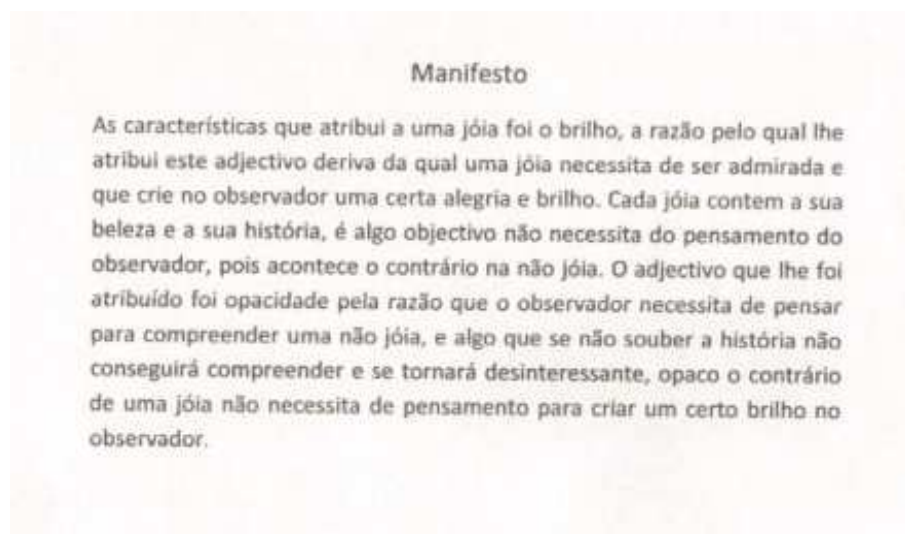 Manifesto
As características que atribui a uma jóia foi o brilho, a razão pelo qual lhe
atribui este adjectivo deriva da qual uma jóia necessita de ser admirada e
que crie no observador uma certa alegria e brilho. Cada jóia contem a sua
beleza e a sua história, é algo objectivo não necessita do pensamento do
observador, pois acontece o contrário na não jóia. O adjectivo que lhe foi
atribuído foi opacidade pela razão que o observador necessita de pensar
para compreender uma não jóia, e algo que se não souber a história não
conseguirá compreender e se tornará desinteressante, opaco o contrário
de uma jóia não necessita de pensamento para criar um certo brilho no
observador.